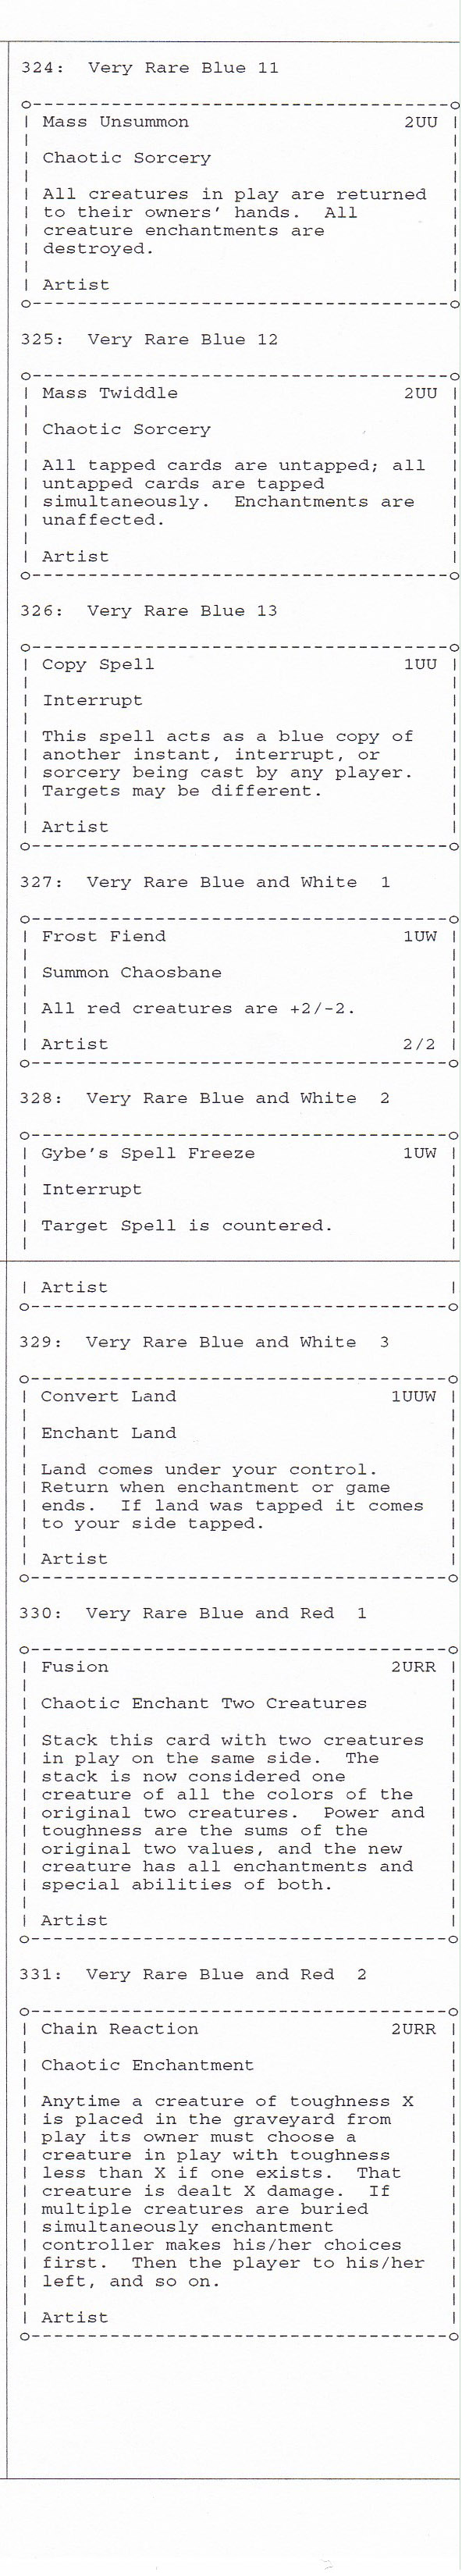 324:  Very Rare Blue 11
o-------------------------------------o
| Mass Unsummon                   2UU |
|                                     |
| Chaotic Sorcery                     |
|                                     |
| All creatures in play are returned  |
| to their owners' hands.  All        |
| creature enchantments are           |
| destroyed.                          |
|                                     |
| Artist                              |
o-------------------------------------o
325:  Very Rare Blue 12
o-------------------------------------o
| Mass Twiddle                    2UU |
|                                     |
| Chaotic Sorcery                     |
|                                     |
| All tapped cards are untapped; all  |
| untapped cards are tapped           |
| simultaneously.  Enchantments are   |
| unaffected.                         |
|                                     |
| Artist                              |
o-------------------------------------o
326:  Very Rare Blue 13
o-------------------------------------o
| Copy Spell                      1UU |
|                                     |
| Interrupt                           |
|                                     |
| This spell acts as a blue copy of   |
| another instant, interrupt, or      |
| sorcery being cast by any player.   |
| Targets may be different.           |
|                                     |
| Artist                              |
o-------------------------------------o
327:  Very Rare Blue and White  1
o-------------------------------------o
| Frost Fiend                     1UW |
|                                     |
| Summon Chaosbane                    |
|                                     |
| All red creatures are +2/-2.        |
|                                     |
| Artist                          2/2 |
o-------------------------------------o
328:  Very Rare Blue and White  2
o-------------------------------------o
| Gybe's Spell Freeze             1UW |
|                                     |
| Interrupt                           |
|                                     |
| Target Spell is countered.          |
|                                     |
| Artist                              |
o-------------------------------------o
329:  Very Rare Blue and White  3
o-------------------------------------o
| Convert Land                   1UUW |
|                                     |
| Enchant Land                        |
|                                     |
| Land comes under your control.      |
| Return when enchantment or game     |
| ends.  If land was tapped it comes  |
| to your side tapped.                |
|                                     |
| Artist                              |
o-------------------------------------o
330:  Very Rare Blue and Red  1
o-------------------------------------o
| Fusion                         2URR |
|                                     |
| Chaotic Enchant Two Creatures       |
|                                     |
| Stack this card with two creatures  |
| in play on the same side.  The      |
| stack is now considered one         |
| creature of all the colors of the   |
| original two creatures.  Power and  |
| toughness are the sums of the       |
| original two values, and the new    |
| creature has all enchantments and   |
| special abilities of both.          |
|                                     |
| Artist                              |
o-------------------------------------o
331:  Very Rare Blue and Red  2
o-------------------------------------o
| Chain Reaction                 2URR |
|                                     |
| Chaotic Enchantment                 |
|                                     |
| Anytime a creature of toughness X   |
| is placed in the graveyard from     |
| play its owner must choose a        |
| creature in play with toughness     |
| less than X if one exists.  That    |
| creature is dealt X damage.  If     |
| multiple creatures are buried       |
| simultaneously enchantment          |
| controller makes his/her choices    |
| first.  Then the player to his/her  |
| left, and so on.                    |
|                                     |
| Artist                              |
o-------------------------------------o